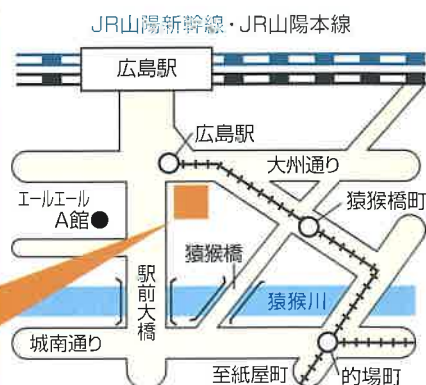 JR山陽新幹線・JR山陽本線
広島駅
広島駅
大州通り
エールエール
A館
猿猴橋町
猿猴橋
駅前大橋
猿猴川
城南通り
至紙屋町
的場町